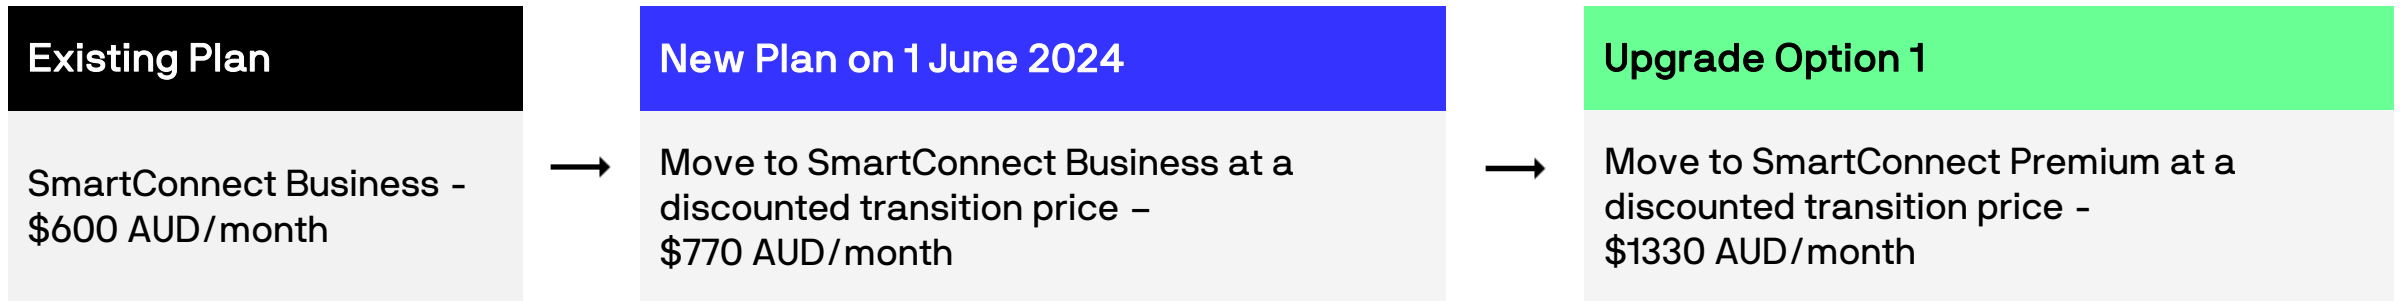 Existing Plan
SmartConnect Business -
$600 AUD/month
New Plan on 1 June 2024
Move to SmartConnect Business at a
discounted transition price –
$770 AUD/month
Upgrade Option 1
Move to SmartConnect Premium at a
discounted transition price -
$1330 AUD/month